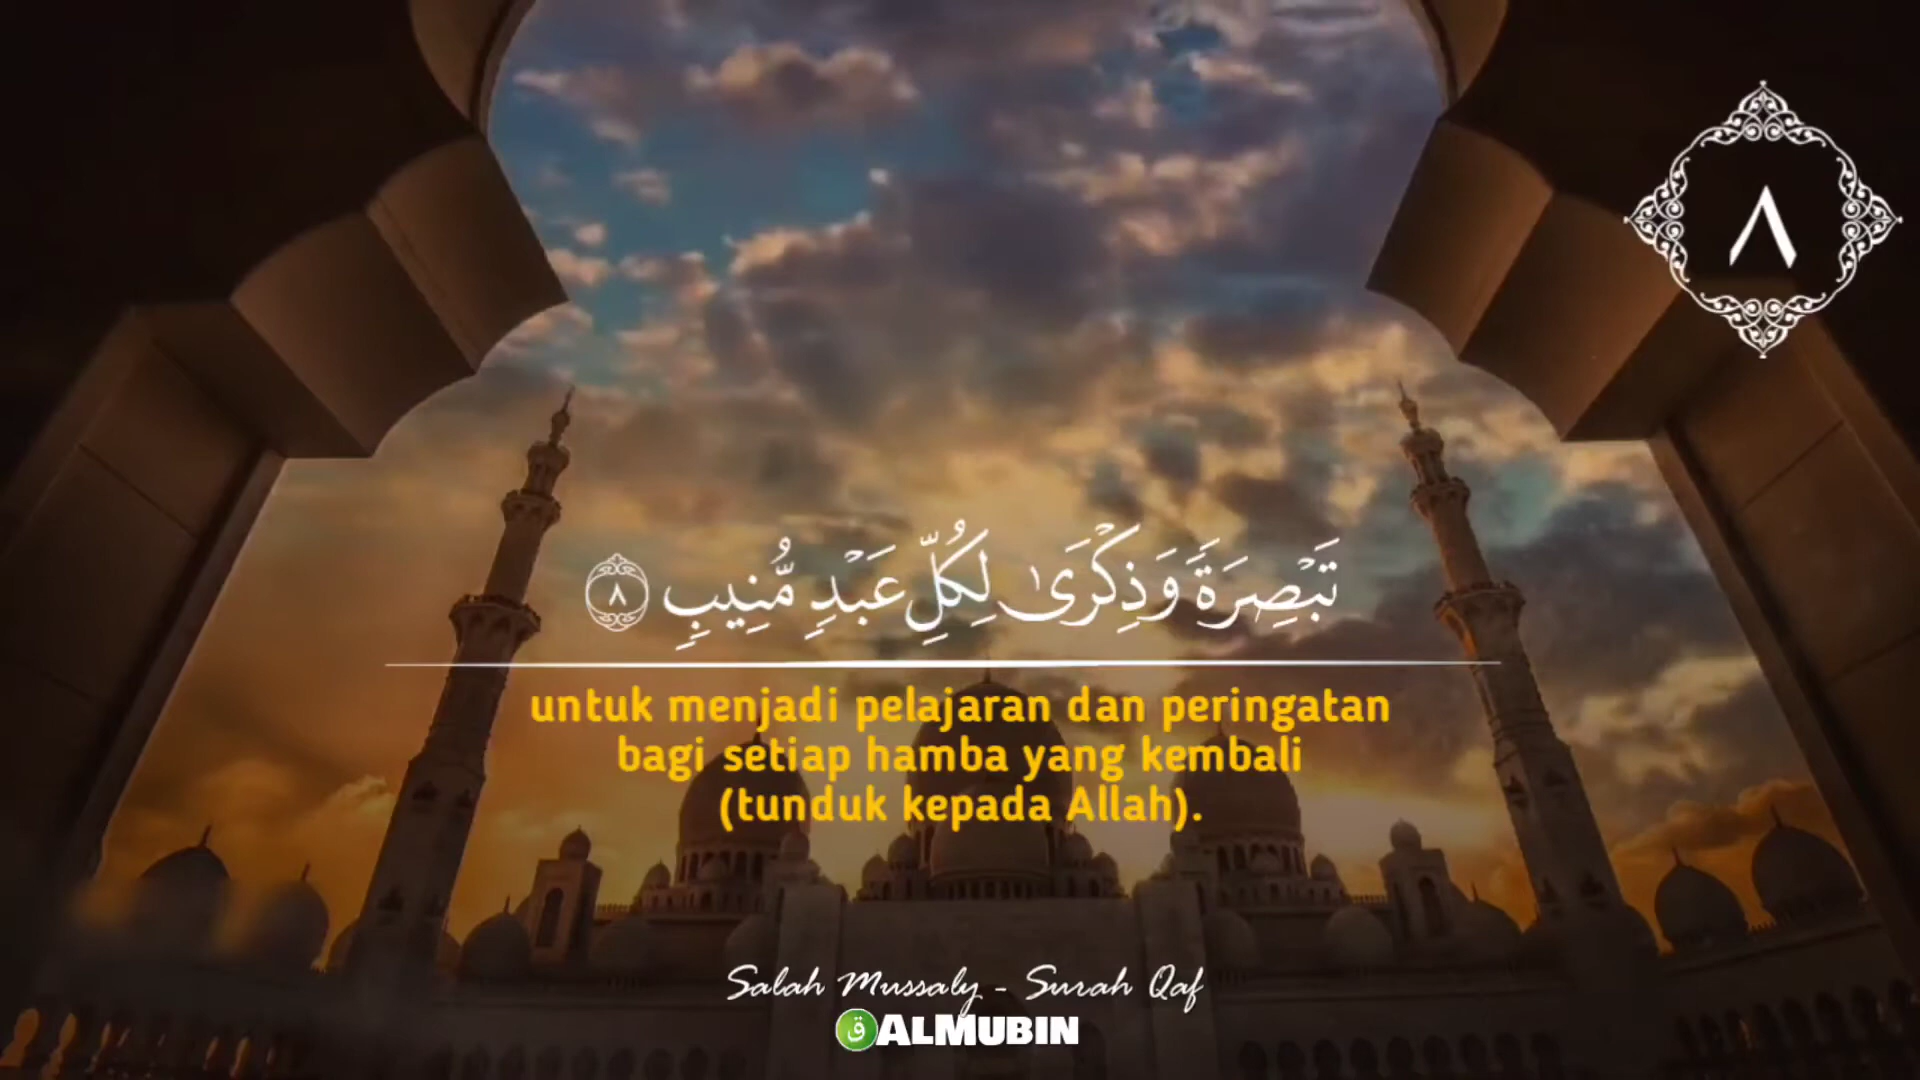 ٨
تَبۡصِرَةٗ وَذِكۡرَىٰ لِكُلِّ عَبۡدٖ مُّنِيبٖ ٨
untuk menjadi pelajaran dan peringatan
bagi setiap hamba yang kembali
(tunduk kepada Allah).
Salah Mussaly - Surah Qaf
ق ALMUBIN